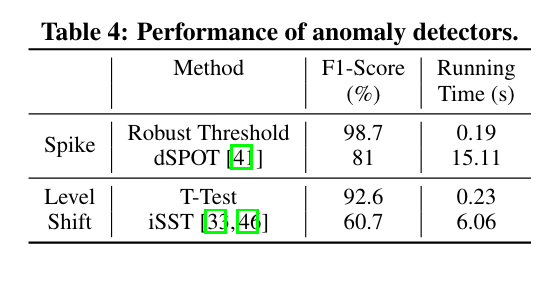 Table 4: Performance of anomaly detectors.
Method F1-Score Running
(%) Time (s)
Spike Robust Threshold 98.7 0.19
dSPOT [41] 81 15.11
Level T-Test 92.6 0.23
Shift iSST [33,46] 60.7 6.06